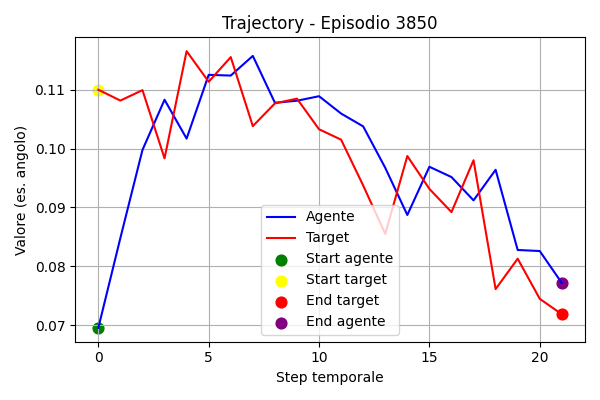 Trajectory - Episodio 3850
Valore (es. angolo)
0.11
0.10
0.09
0.08
0.07
Agente
Target
Start agente
Start target
End target
End agente
0
5
10
15
20
Step temporale